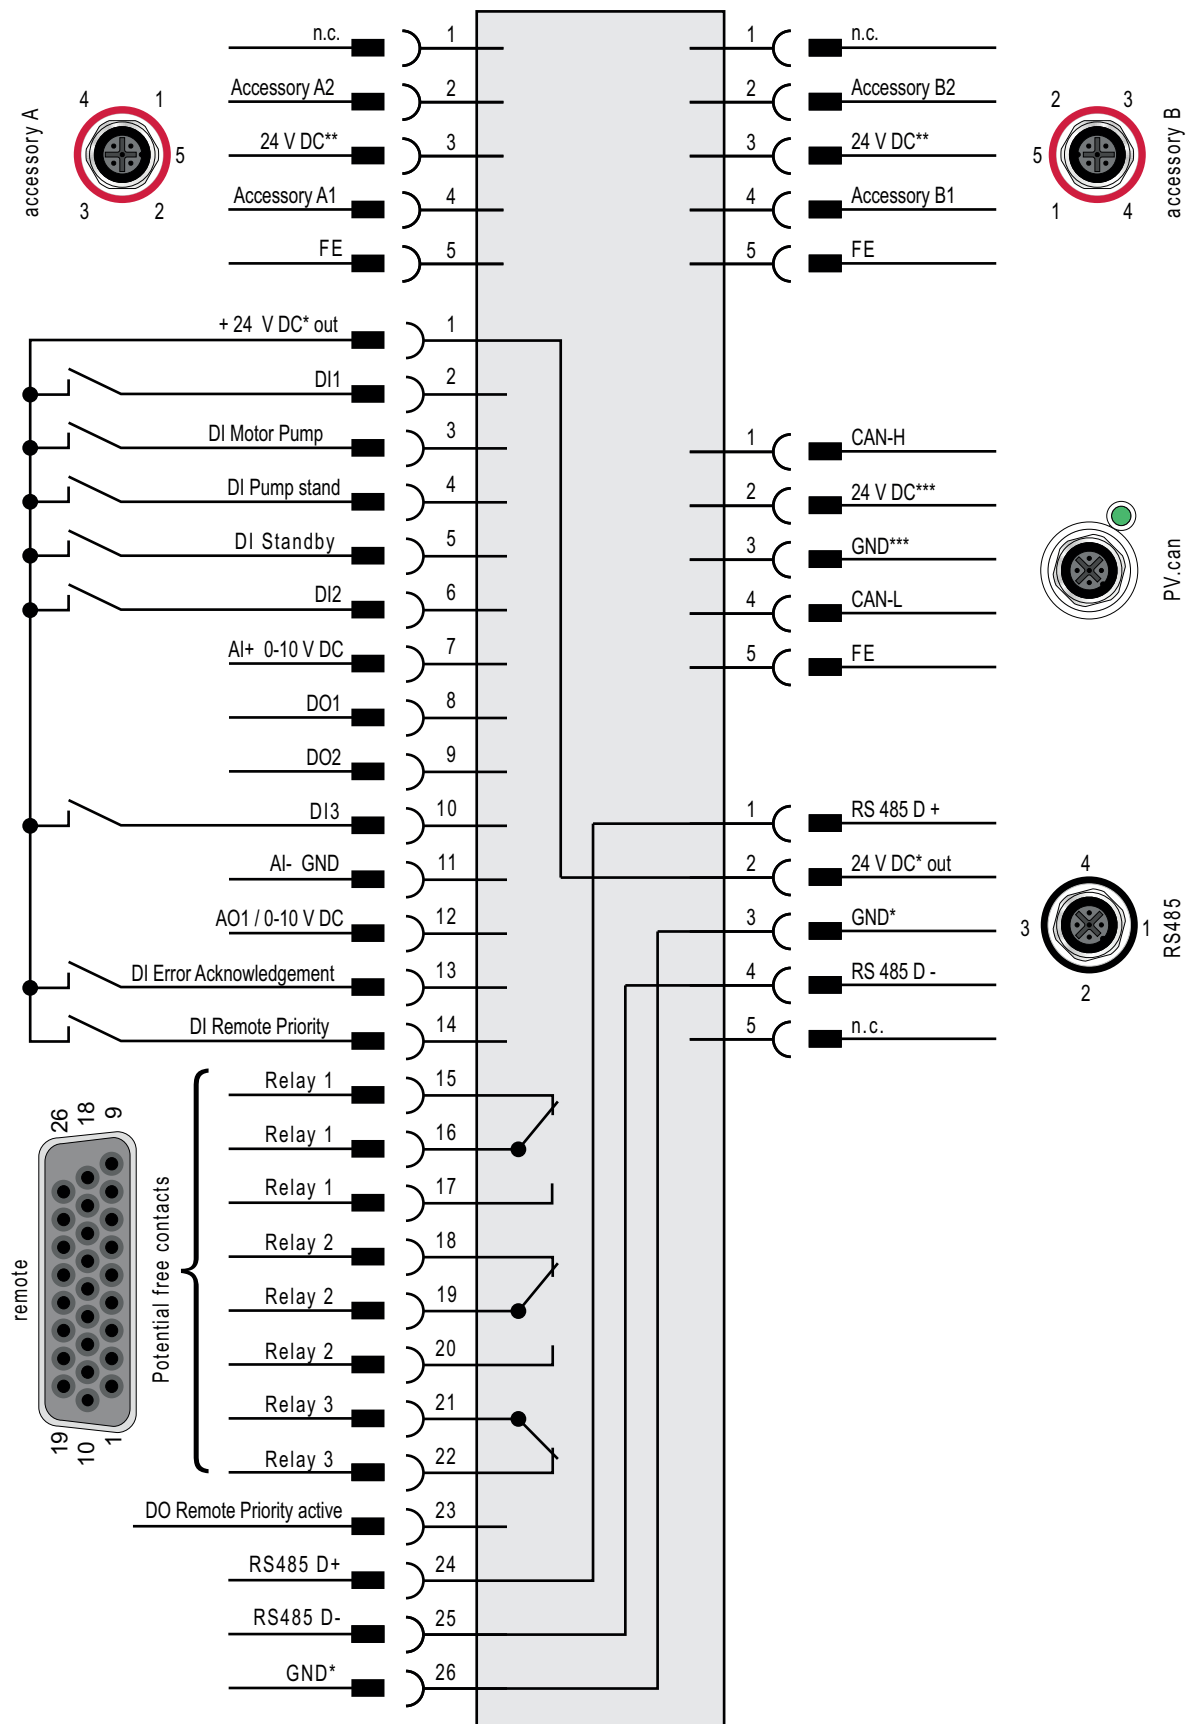 accessory A
4 1
5
3 2
n.c. 1
Accessory A2 2
24 V DC** 3
Accessory A1 4
FE 5
1 n.c.
2 Accessory B2
3 24 V DC**
4 Accessory B1
5 FE
2 3
5
1 4
accessory B
+ 24 V DC* out 1
DI1 2
DI Motor Pump 3
DI Pump stand 4
DI Standby 5
DI2 6
AI+ 0-10 V DC 7
DO1 8
DO2 9
DI3 10
AI- GND 11
AO1 / 0-10 V DC 12
DI Error Acknowledgement 13
DI Remote Priority 14
Relay 1 15
Relay 1 16
Relay 1 17
Relay 2 18
Relay 2 19
Relay 2 20
Relay 3 21
Relay 3 22
DO Remote Priority active 23
RS485 D+ 24
RS485 D- 25
GND* 26
remote
26 18 9
19 10 1
Potential free contacts
1 CAN-H
2 24 V DC***
3 GND***
4 CAN-L
5 FE
PV.can
1 RS 485 D +
2 24 V DC* out
3 GND*
4 RS 485 D -
5 n.c.
4
3 1
2
RS485